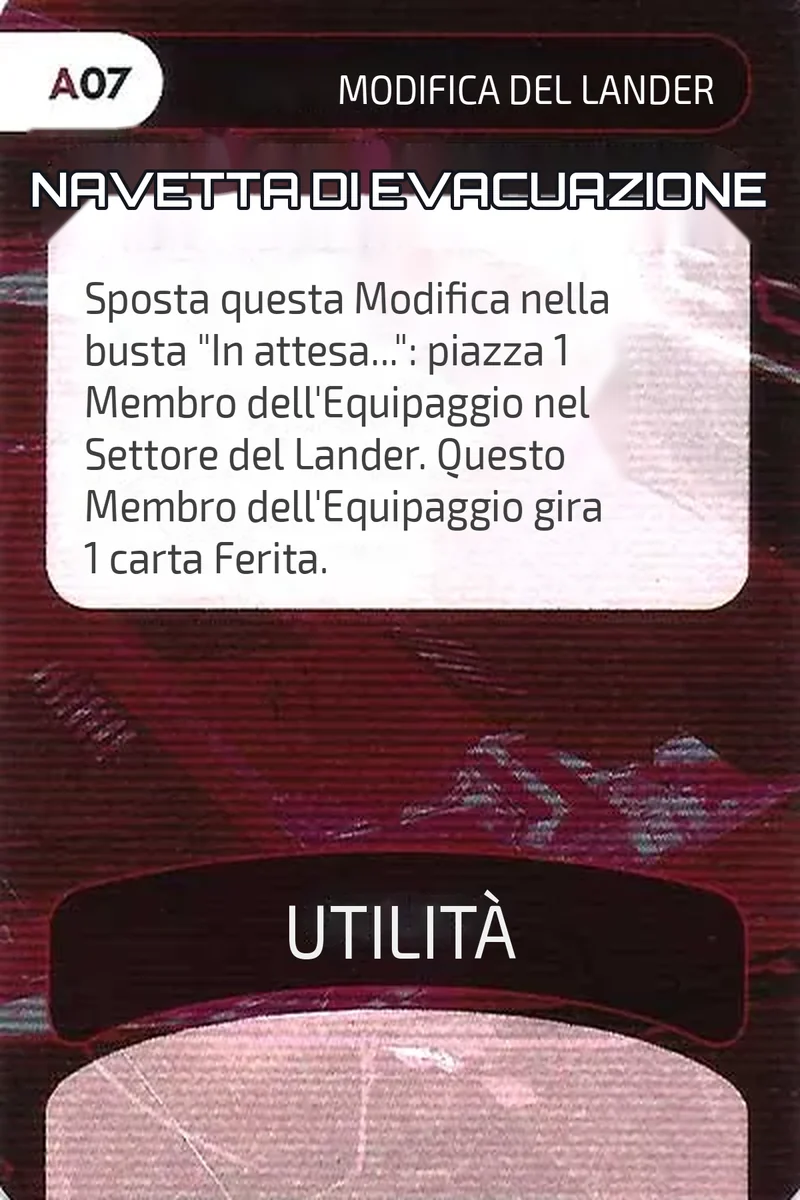 A07
MODIFICA DEL LANDER
NAVETTA DI EVACUAZIONE
Sposta questa Modifica nella
busta "In attesa...": piazza 1
Membro dell'Equipaggio nel
Settore del Lander. Questo
Membro dell'Equipaggio gira
1 carta Ferita.
UTILITÀ